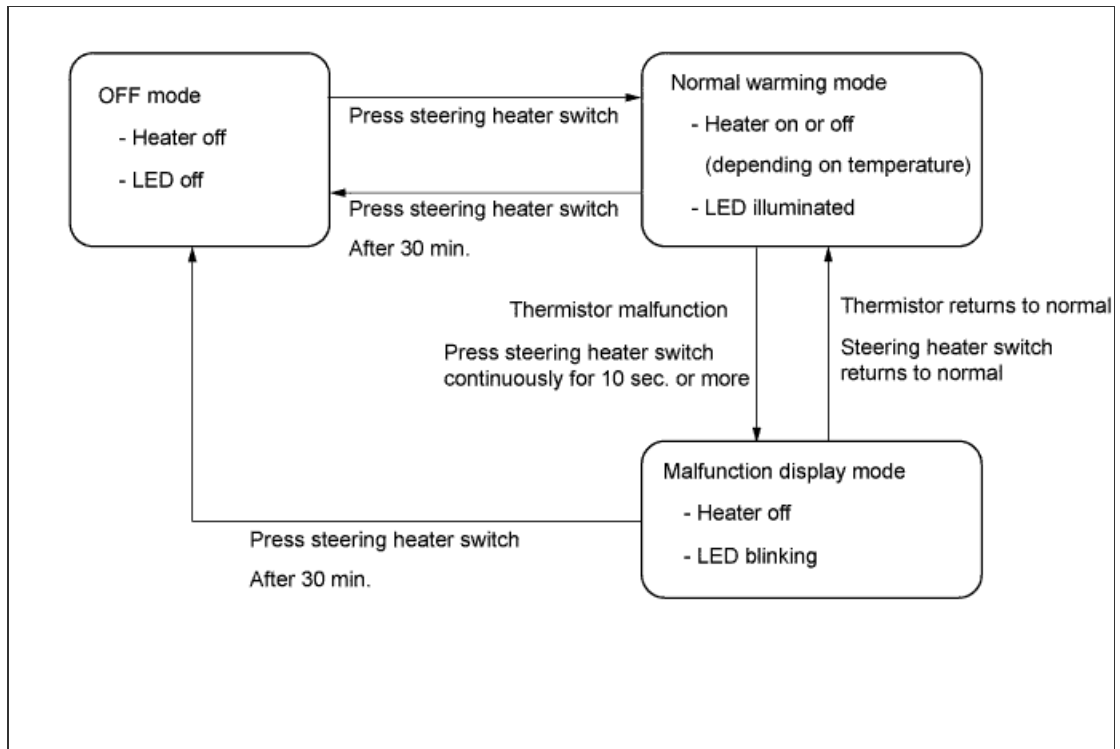 OFF mode
- Heater off
- LED off
Press steering heater switch
Press steering heater switch
After 30 min.
Normal warming mode
- Heater on or off
(depending on temperature)
- LED illuminated
Thermistor malfunction
Press steering heater switch
continuously for 10 sec. or more
Thermistor returns to normal
Steering heater switch
returns to normal
Malfunction display mode
- Heater off
- LED blinking
Press steering heater switch
After 30 min.